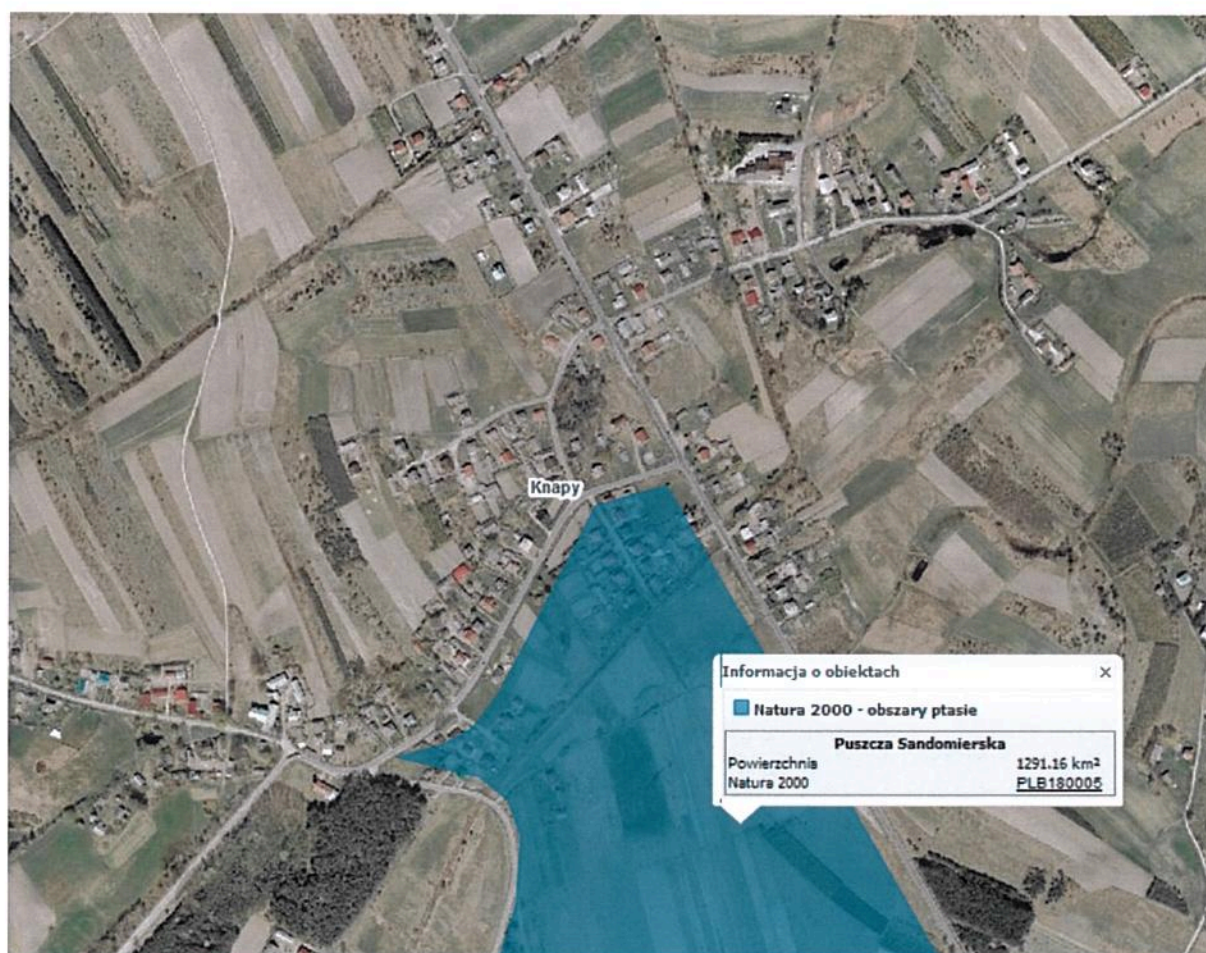 Knapy
Informacja o obiektach
Natura 2000 - obszary ptasie
Puszcza Sandomierska
Powierzchnia 1291.16 km²
Natura 2000 PLB180005